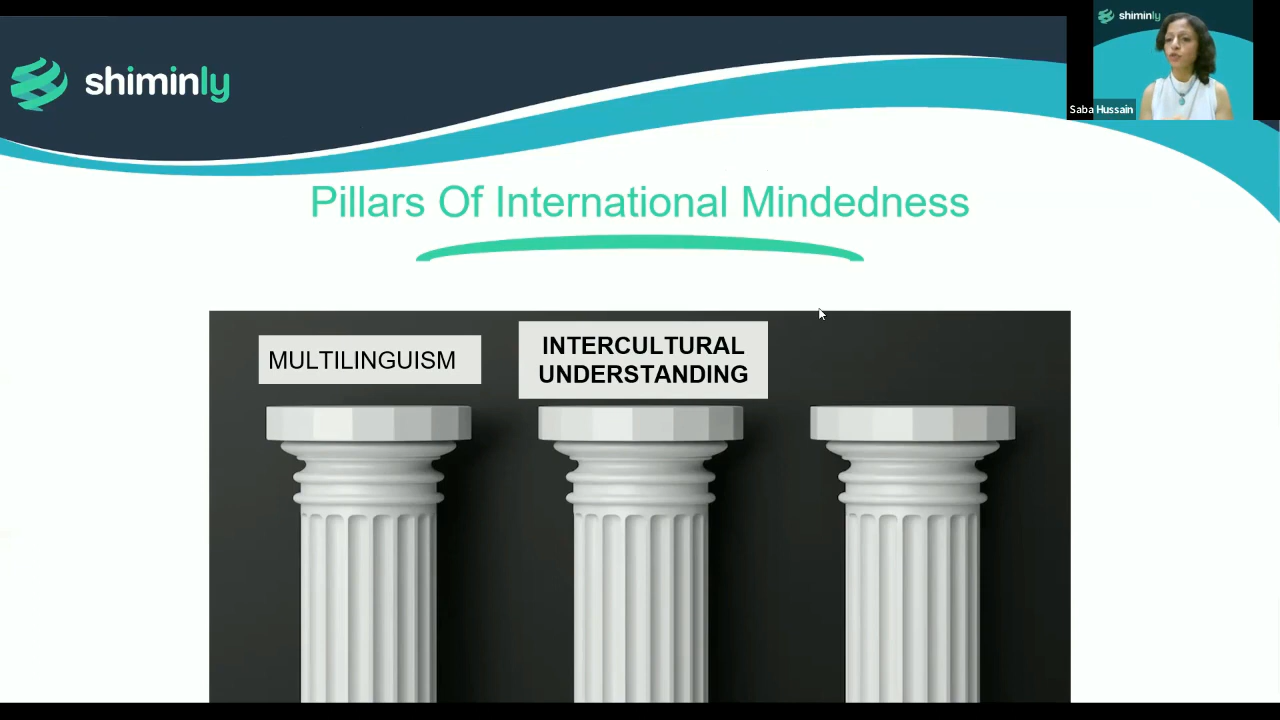 shiminly
shiminly
Saba Hussain
Pillars Of International Mindedness
MULTILINGUISM
INTERCULTURAL
UNDERSTANDING